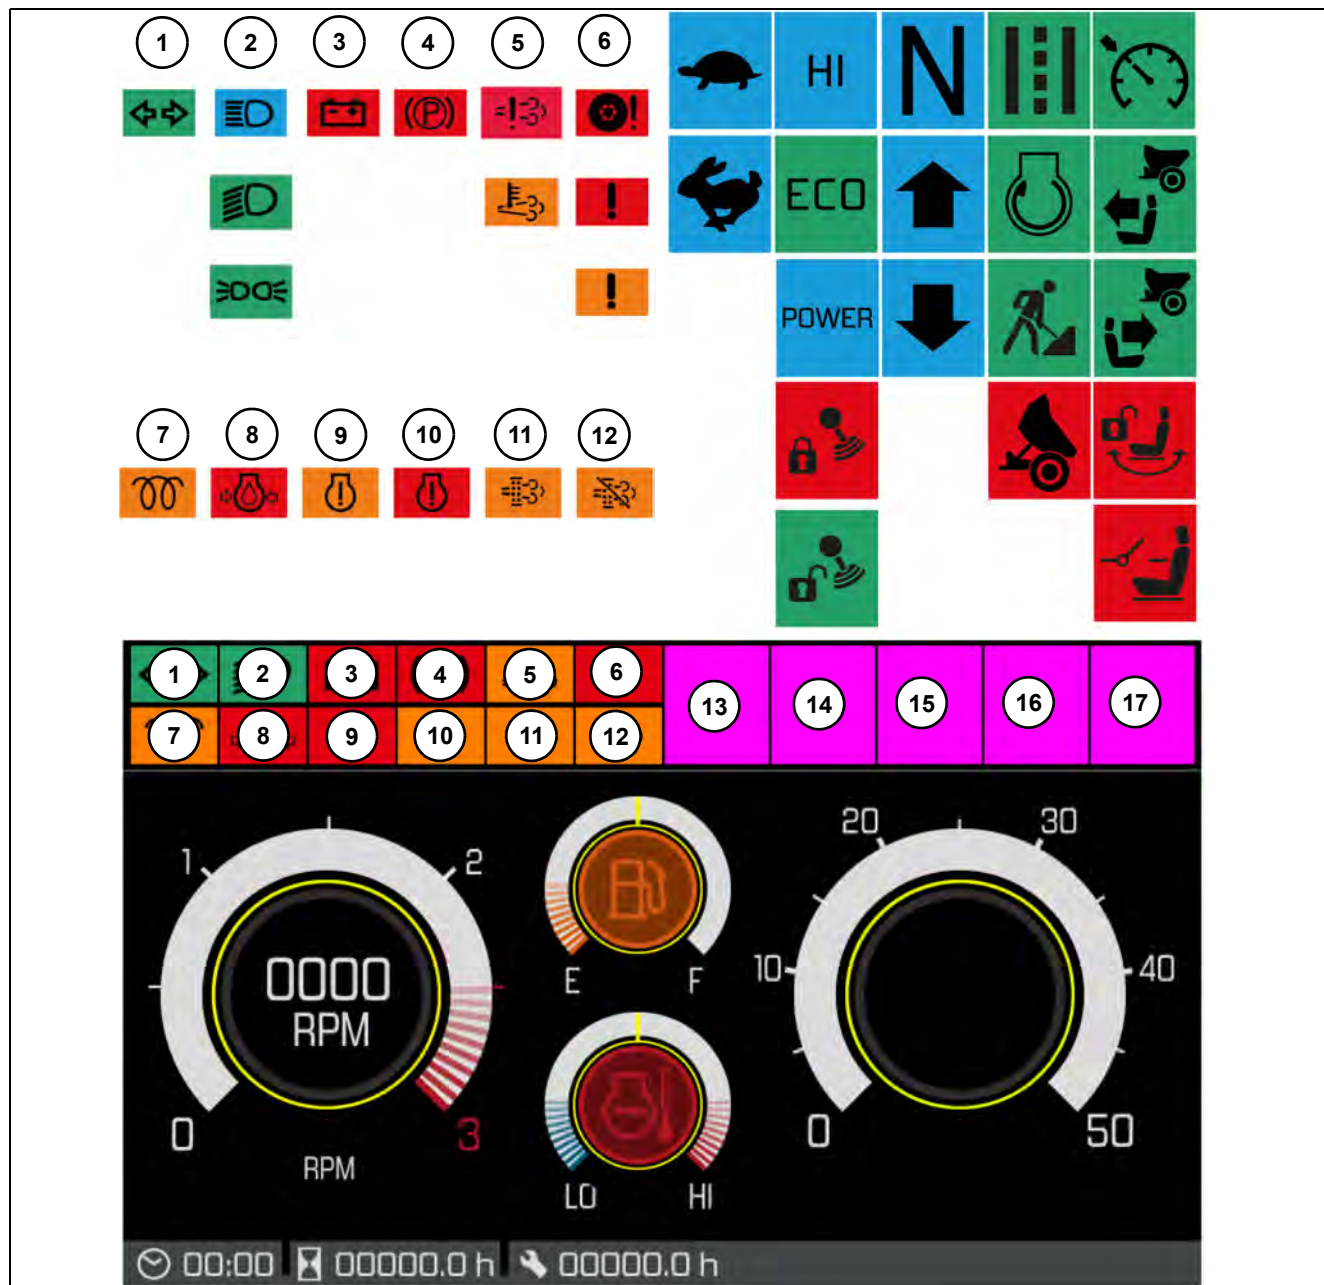 1 2 3 4 5 6
HI N
P
ECO
POWER
7 8 9 10 11 12
1 2 3 4 5 6
13 14 15 16 17
7 8 9 10 11 12
20 30
1 2
10 40
0000
RPM
E F
0 3
0 50
RPM
LO HI
00:00 00000.0 h 00000.0 h